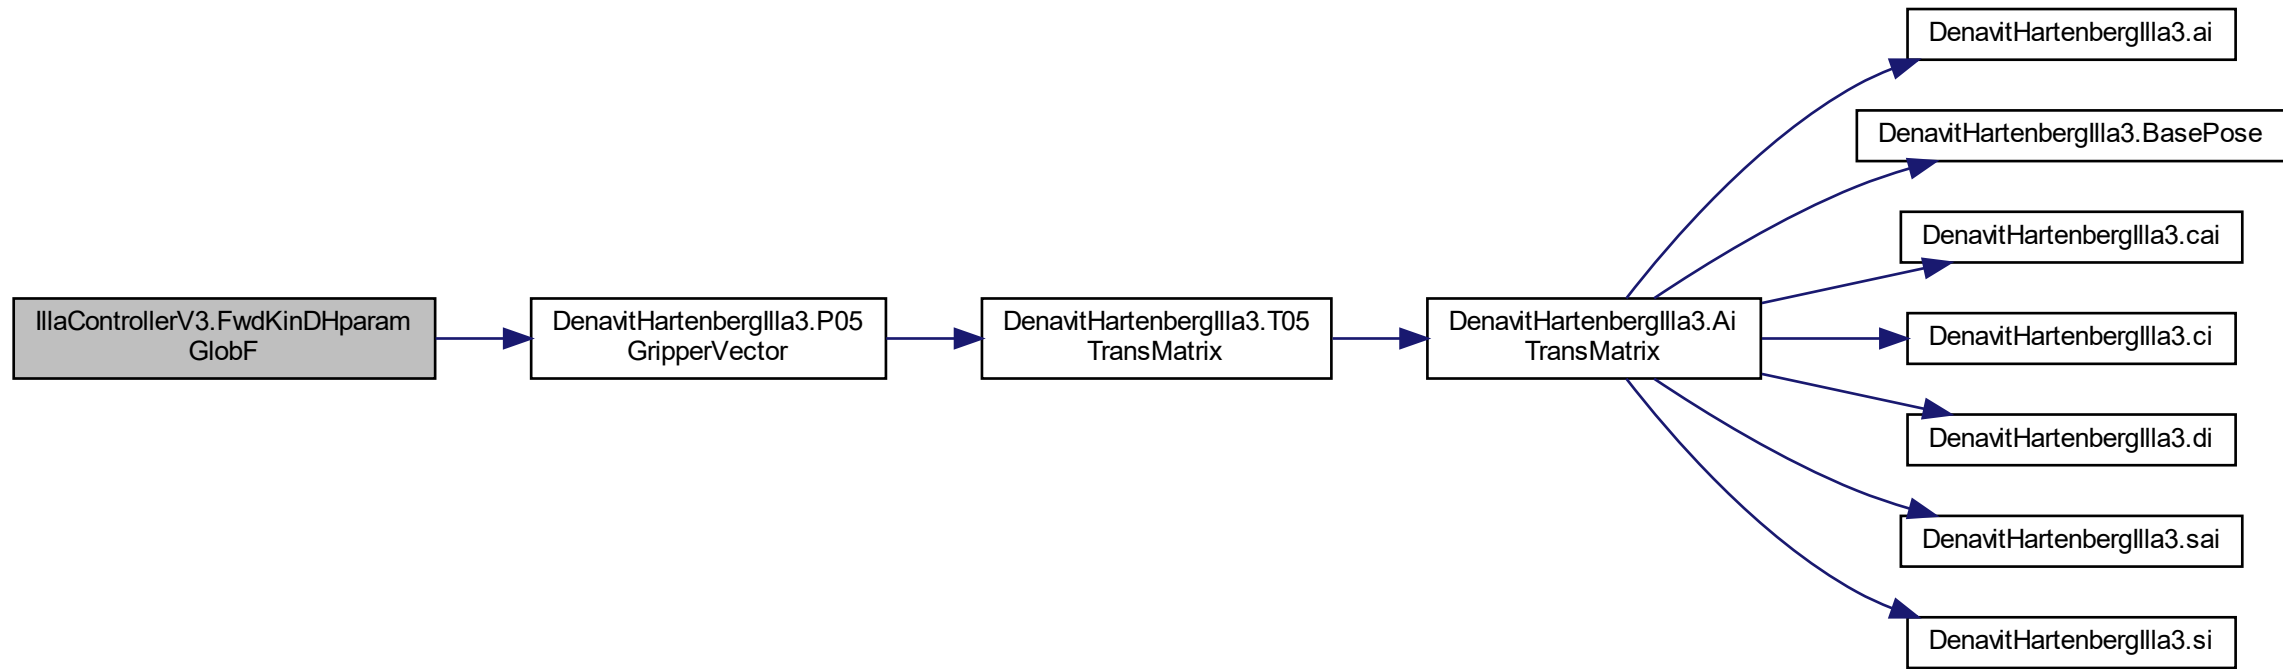 IllaControllerV3.FwdKinDHparam
GlobF
DenavitHartenbergIlla3.P05
GripperVector
DenavitHartenbergIlla3.T05
TransMatrix
DenavitHartenbergIlla3.Ai
TransMatrix
DenavitHartenbergIlla3.ai
DenavitHartenbergIlla3.BasePose
DenavitHartenbergIlla3.cai
DenavitHartenbergIlla3.ci
DenavitHartenbergIlla3.di
DenavitHartenbergIlla3.sai
DenavitHartenbergIlla3.si